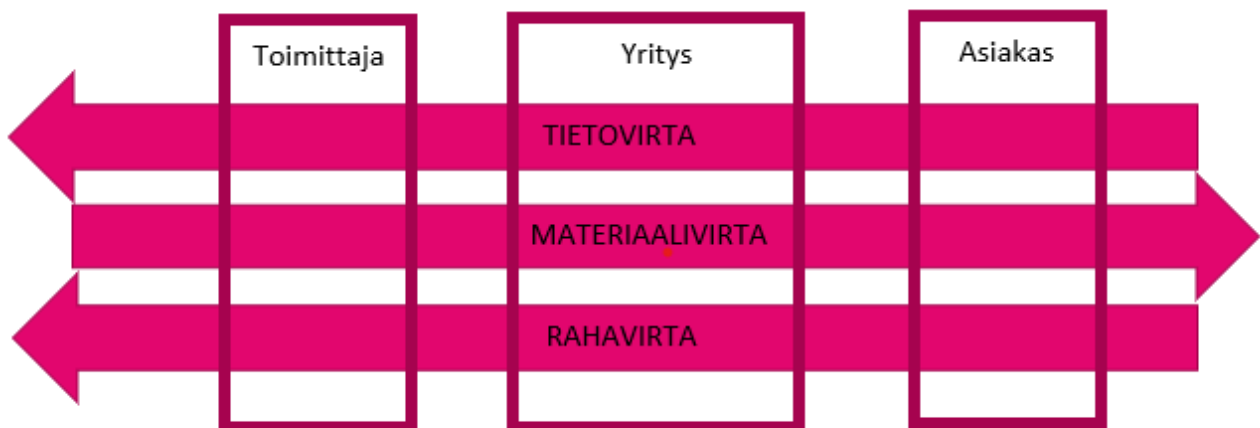 Toimittaja
Yritys
Asiakas
TIETOVIRTA
MATERIAALIVIRTA
RAHAVIRTA